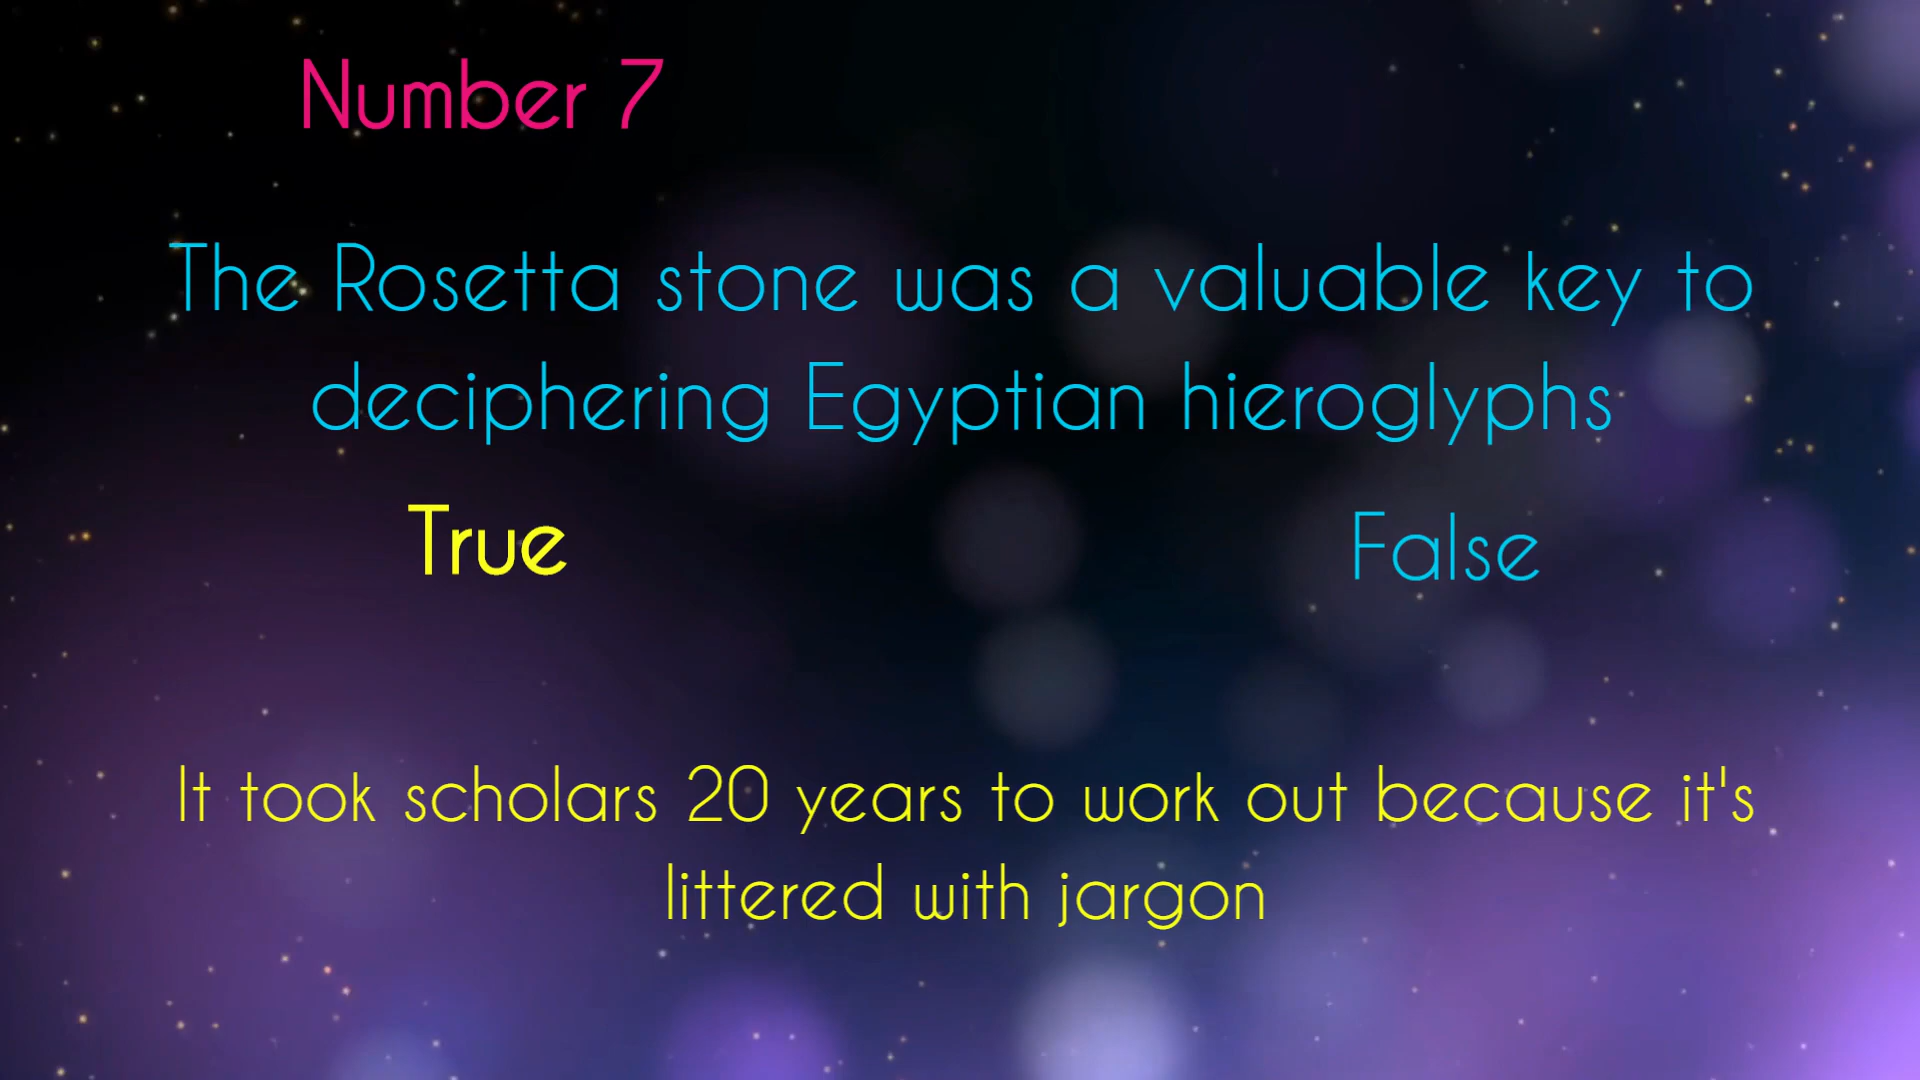 Number 7
The Rosetta stone was a valuable key to
deciphering Egyptian hieroglyphs
True False
It took scholars 20 years to work out because it's
littered with jargon